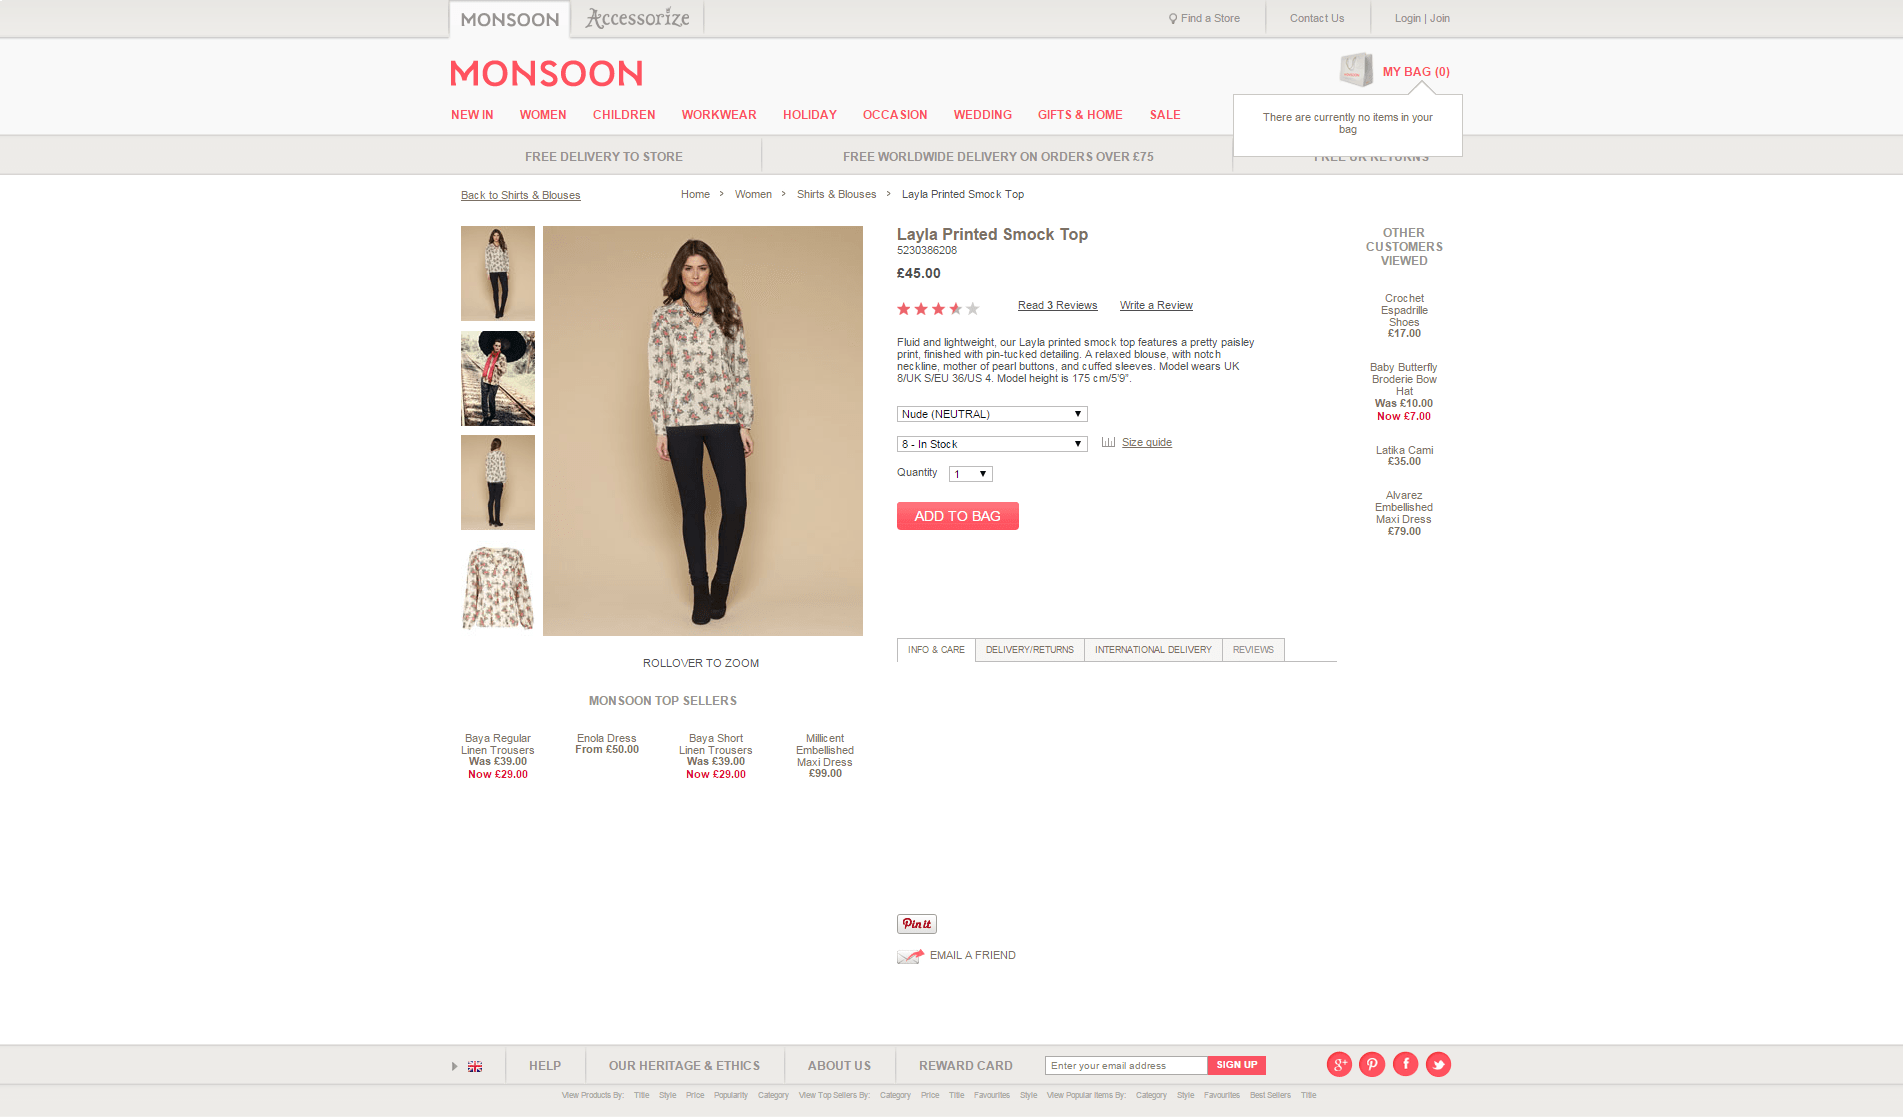 MONSOON
Accessorize
Find a Store
Contact Us
Login | Join
MONSOON
MY BAG (0)
There are currently no items in your
bag
NEW IN
WOMEN
CHILDREN
WORKWEAR
HOLIDAY
OCCASION
WEDDING
GIFTS & HOME
SALE
FREE DELIVERY TO STORE
FREE WORLDWIDE DELIVERY ON ORDERS OVER £75
FREE UK RETURNS
Back to Shirts & Blouses
Home > Women > Shirts & Blouses > Layla Printed Smock Top
Layla Printed Smock Top
5230386208
£45.00
Read 3 Reviews
Write a Review
Fluid and lightweight, our Layla printed smock top features a pretty paisley
print, finished with pin-tucked detailing. A relaxed blouse, with notch
neckline, mother of pearl buttons, and cuffed sleeves. Model wears UK
8/UK S/EU 36/US 4. Model height is 175 cm/5'9".
Nude (NEUTRAL)
8 - In Stock
Size guide
Quantity
1
ADD TO BAG
OTHER
CUSTOMERS
VIEWED
Crochet
Espadrille
Shoes
£17.00
Baby Butterfly
Broderie Bow
Hat
Was £10.00
Now £7.00
Latika Cami
£35.00
Alvarez
Embellished
Maxi Dress
£79.00
INFO & CARE
DELIVERY/RETURNS
INTERNATIONAL DELIVERY
REVIEWS
ROLLOVER TO ZOOM
MONSOON TOP SELLERS
Baya Regular
Linen Trousers
Was £39.00
Now £29.00
Enola Dress
From £50.00
Baya Short
Linen Trousers
Was £39.00
Now £29.00
Millicent
Embellished
Maxi Dress
£99.00
Pin it
EMAIL A FRIEND
HELP
OUR HERITAGE & ETHICS
ABOUT US
REWARD CARD
Enter your email address
SIGN UP
View Products By: Title Style Price Popularity Category View Top Sellers By: Category Price Title Favourites Style View Popular Items By: Category Style Favourites Best Sellers Title